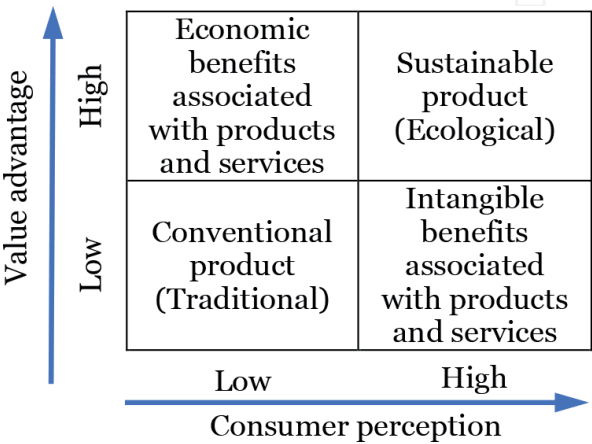 Value advantage
High
Low
Economic
benefits
associated
with products
and services
Sustainable
product
(Ecological)
Conventional
product
(Traditional)
Intangible
benefits
associated
with products
and services
Low
High
Consumer perception